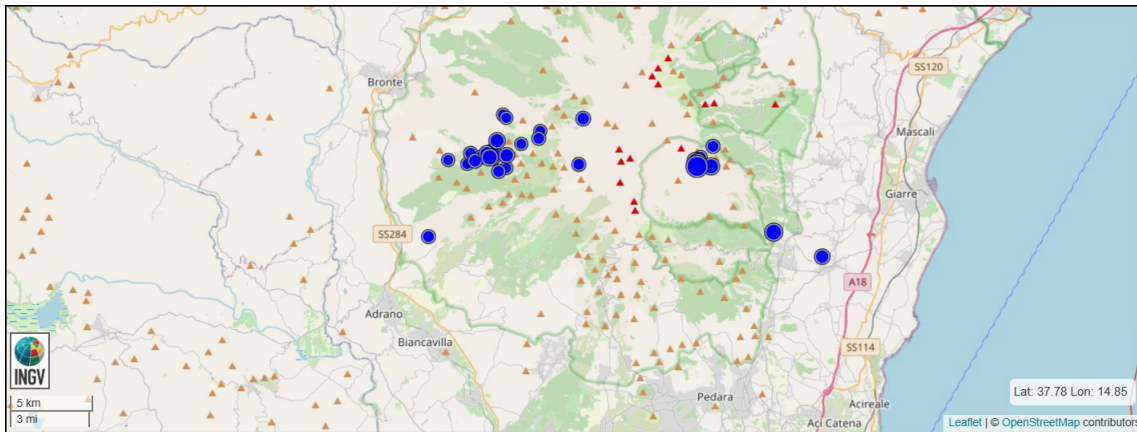 SS120
Bronte
Mascali
Giarre
SS284
A18
Adrano
Biancavilla
SS114
INGV
Lat: 37.78 Lon: 14.85
5 km
3 mi
Pedara
Acireale
Aci Catena
Leaflet | © OpenStreetMap contributors